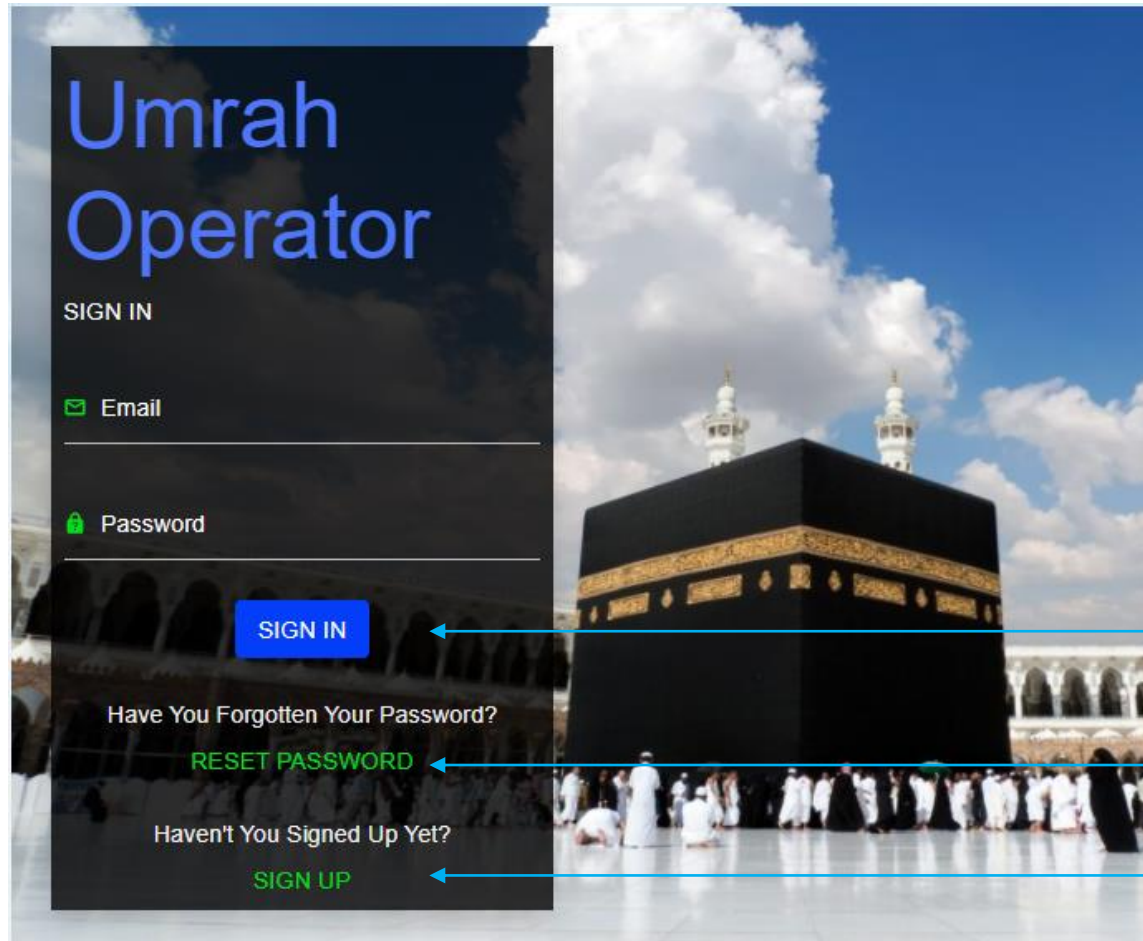 Umrah
Operator
SIGN IN
Email
Password
SIGN IN
Have You Forgotten Your Password?
RESET PASSWORD
Haven't You Signed Up Yet?
SIGN UP